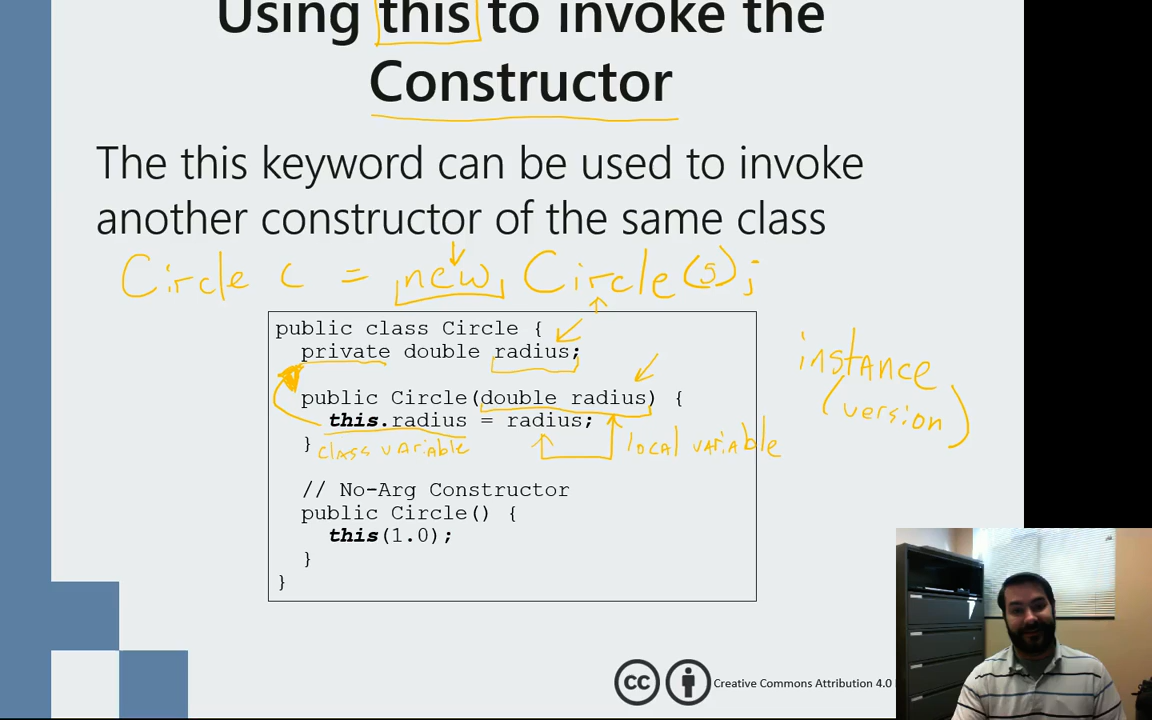 Using this to invoke the
Constructor
The this keyword can be used to invoke
another constructor of the same class
Circle c = new Circle(5);
public class Circle {
private double radius;
public Circle(double radius) {
this.radius = radius;
}
class variable
local variable
instance
(version)
// No-Arg Constructor
public Circle() {
this(1.0);
}
}
cc
Creative Commons Attribution 4.0